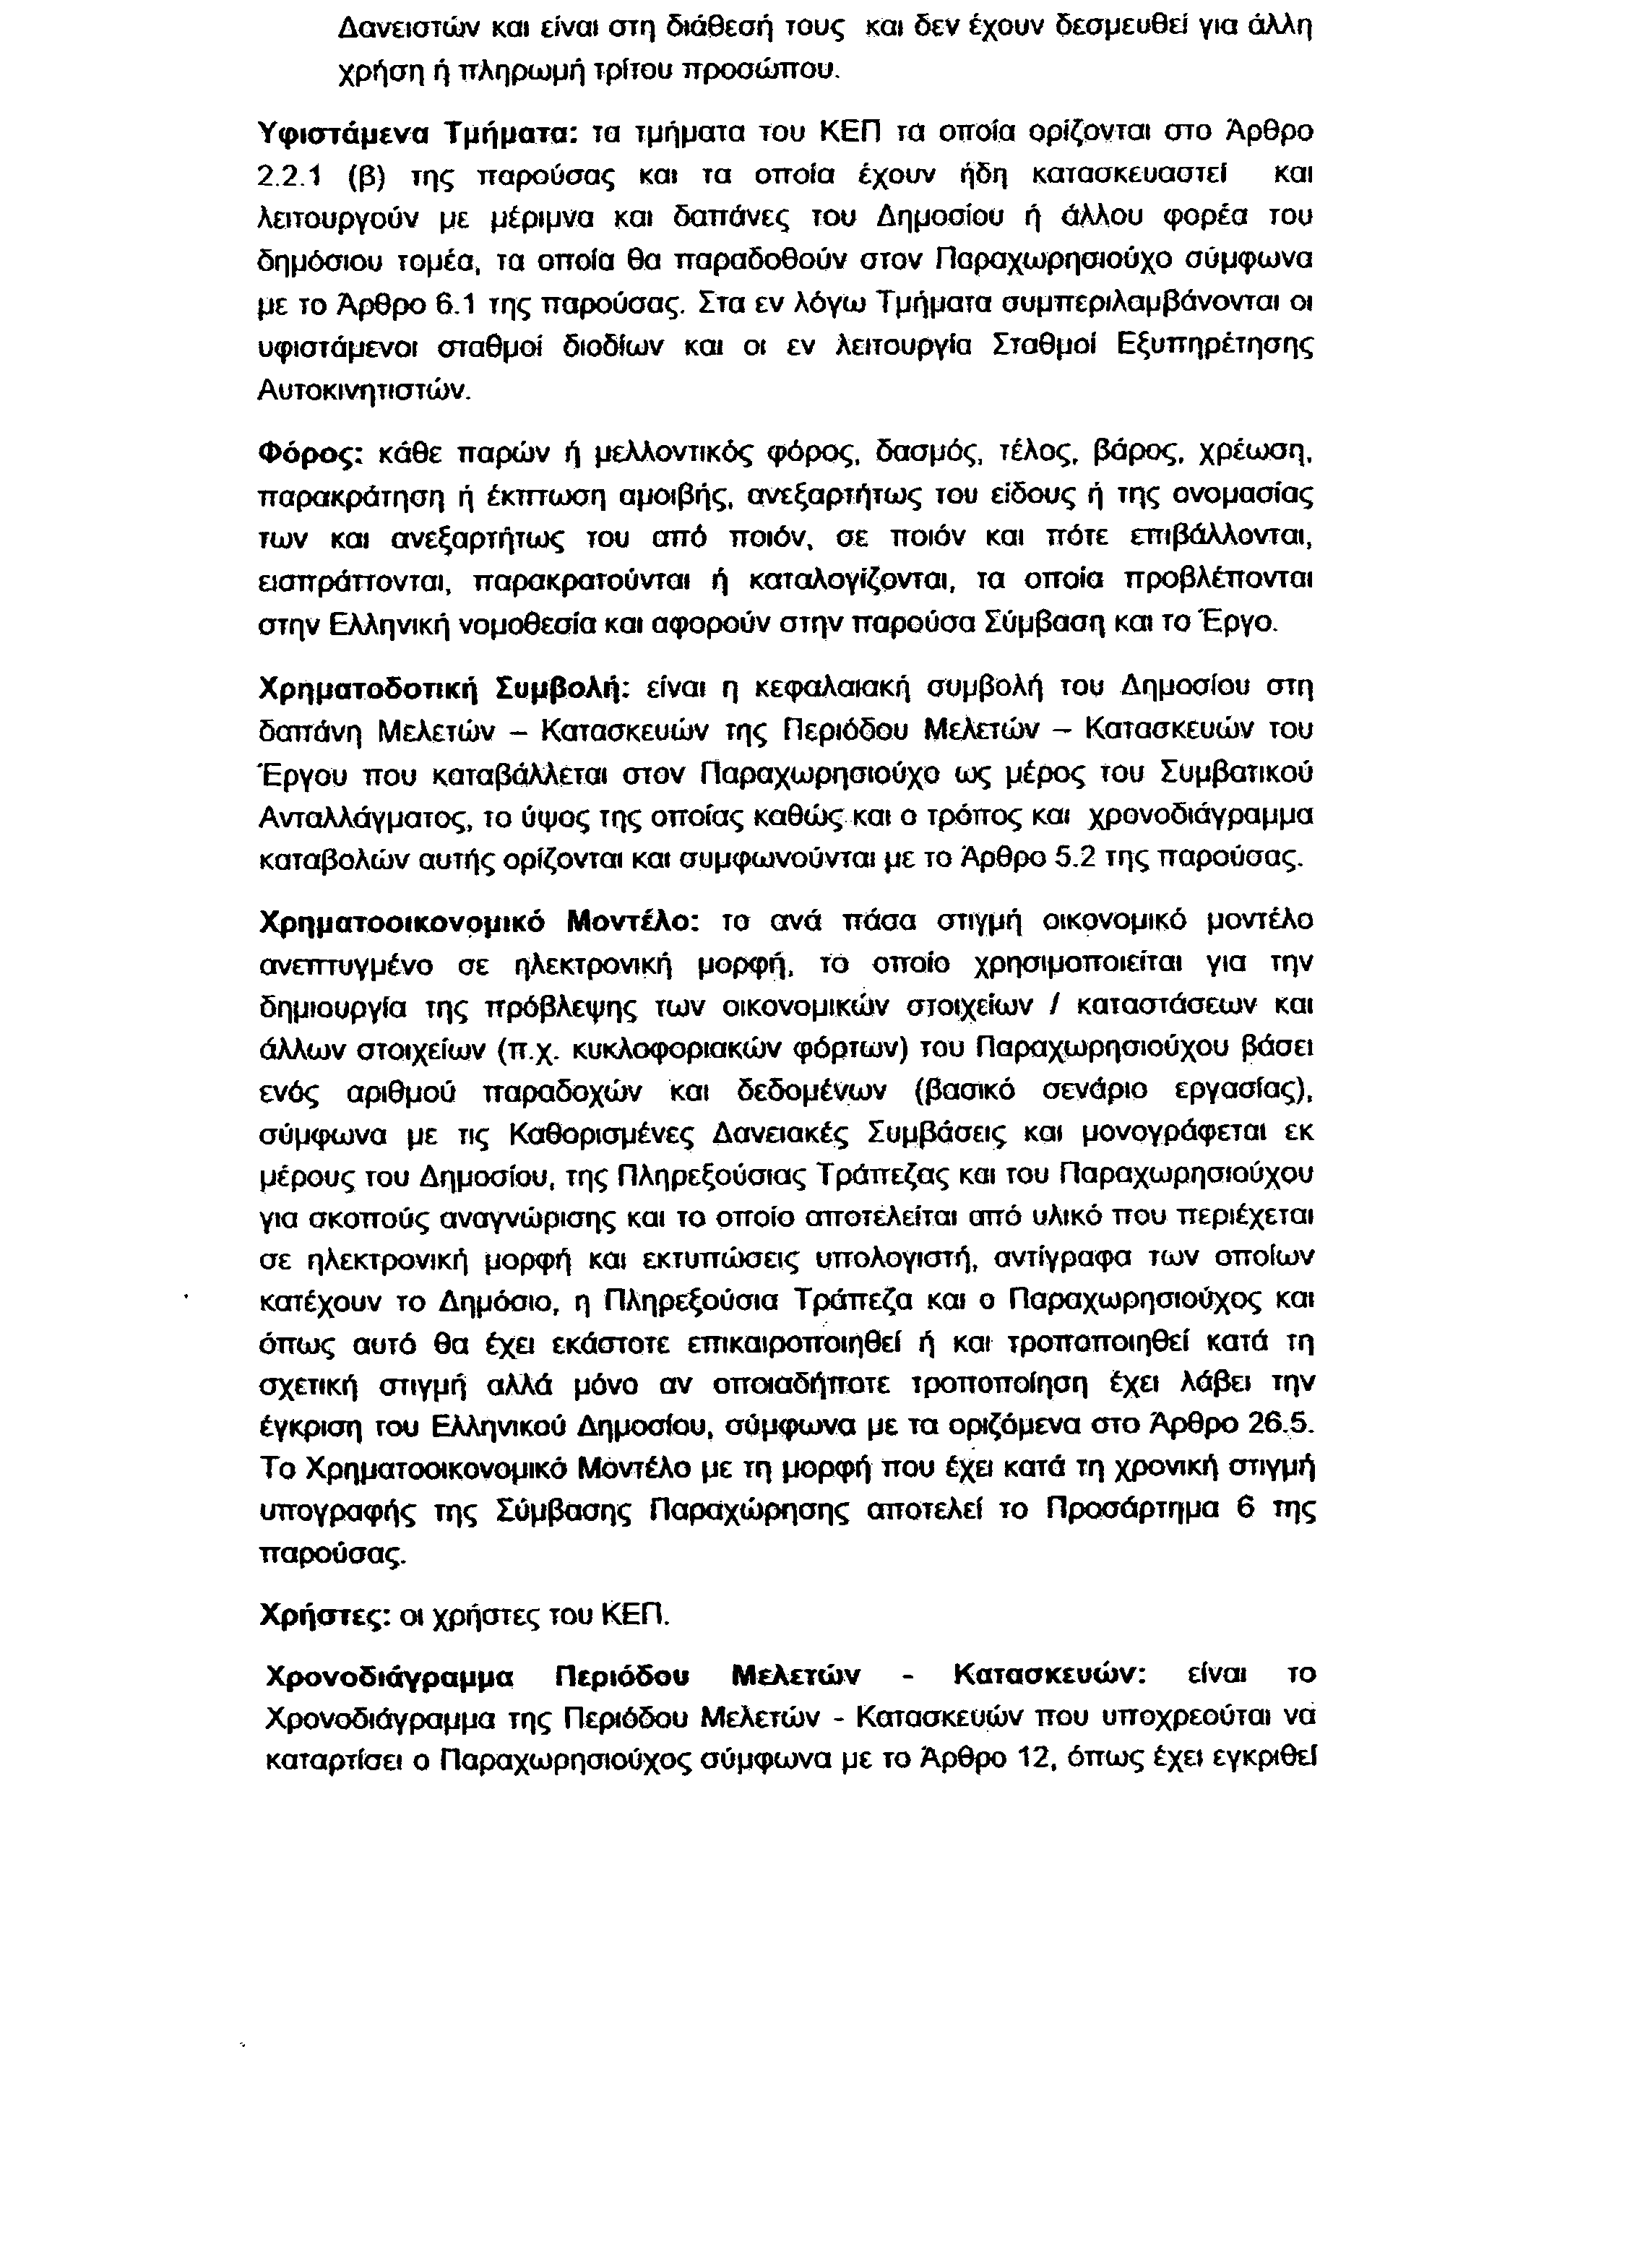 Δανειστών και είναι στη διάθεσή τους και δεν έχουν δεσμευθεί για άλλη
χρήση ή πληρωμή τρίτου προσώπου.
Υφιστάμενα Τμήματα: τα τμήματα του ΚΕΠ τα οποία ορίζονται στο Άρθρο
2.2.1 (β) της παρούσας και τα οποία έχουν ήδη κατασκευαστεί και
λειτουργούν με μέριμνα και δαπάνες του Δημοσίου ή άλλου φορέα του
δημόσιου τομέα, τα οποία θα παραδοθούν στον Παραχωρησιούχο σύμφωνα
με το Άρθρο 6.1 της παρούσας. Στα εν λόγω Τμήματα συμπεριλαμβάνονται οι
υφιστάμενοι σταθμοί διοδίων και οι εν λειτουργία Σταθμοί Εξυπηρέτησης
Αυτοκινητιστών.
Φόρος: κάθε παρών ή μελλοντικός φόρος, δασμός, τέλος, βάρος, χρέωση,
παρακράτηση ή έκπτωση αμοιβής, ανεξαρτήτως του είδους ή της ονομασίας
των και ανεξαρτήτως του από ποιόν, σε ποιόν και πότε επιβάλλονται,
εισπράττονται, παρακρατούνται ή καταλογίζονται, τα οποία προβλέπονται
στην Ελληνική νομοθεσία και αφορούν στην παρούσα Σύμβαση και το Έργο.
Χρηματοδοτική Συμβολή: είναι η κεφαλαιακή συμβολή του Δημοσίου στη
δαπάνη Μελετών – Κατασκευών της Περιόδου Μελετών – Κατασκευών του
Έργου που καταβάλλεται στον Παραχωρησιούχο ως μέρος του Συμβατικού
Ανταλλάγματος, το ύψος της οποίας καθώς και ο τρόπος και χρονοδιάγραμμα
καταβολών αυτής ορίζονται και συμφωνούνται με το Άρθρο 5.2 της παρούσας.
Χρηματοοικονομικό Μοντέλο: το ανά πάσα στιγμή οικονομικό μοντέλο
ανεπτυγμένο σε ηλεκτρονική μορφή, το οποίο χρησιμοποιείται για την
δημιουργία της πρόβλεψης των οικονομικών στοιχείων / καταστάσεων και
άλλων στοιχείων (π.χ. κυκλοφοριακών φόρτων) του Παραχωρησιούχου βάσει
ενός αριθμού παραδοχών και δεδομένων (βασικό σενάριο εργασίας),
σύμφωνα με τις Καθορισμένες Δανειακές Συμβάσεις και μονογράφεται εκ
μέρους του Δημοσίου, της Πληρεξούσιας Τράπεζας και του Παραχωρησιούχου
για σκοπούς αναγνώρισης και το οποίο αποτελείται από υλικό που περιέχεται
σε ηλεκτρονική μορφή και εκτυπώσεις υπολογιστή, αντίγραφα των οποίων
κατέχουν το Δημόσιο, η Πληρεξούσια Τράπεζα και ο Παραχωρησιούχος και
όπως αυτό θα έχει εκάστοτε επικαιροποιηθεί ή και τροποποιηθεί κατά τη
σχετική στιγμή αλλά μόνο αν οποιαδήποτε τροποποίηση έχει λάβει την
έγκριση του Ελληνικού Δημοσίου, σύμφωνα με τα οριζόμενα στο Άρθρο 26.5.
Το Χρηματοοικονομικό Μοντέλο με τη μορφή που έχει κατά τη χρονική στιγμή
υπογραφής της Σύμβασης Παραχώρησης αποτελεί το Προσάρτημα 6 της
παρούσας.
Χρήστες: οι χρήστες του ΚΕΠ.
Χρονοδιάγραμμα Περιόδου Μελετών - Κατασκευών: είναι το
Χρονοδιάγραμμα της Περιόδου Μελετών - Κατασκευών που υποχρεούται να
καταρτίσει ο Παραχωρησιούχος σύμφωνα με το Άρθρο 12, όπως έχει εγκριθεί